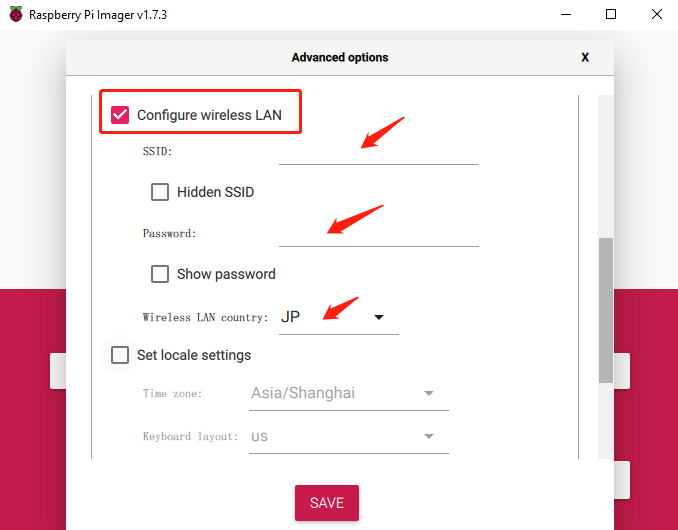 Raspberry Pi Imager v1.7.3
Advanced options X
Configure wireless LAN
SSID:
Hidden SSID
Password:
Show password
Wireless LAN country: JP
Set locale settings
Time zone: Asia/Shanghai
Keyboard layout: us
SAVE